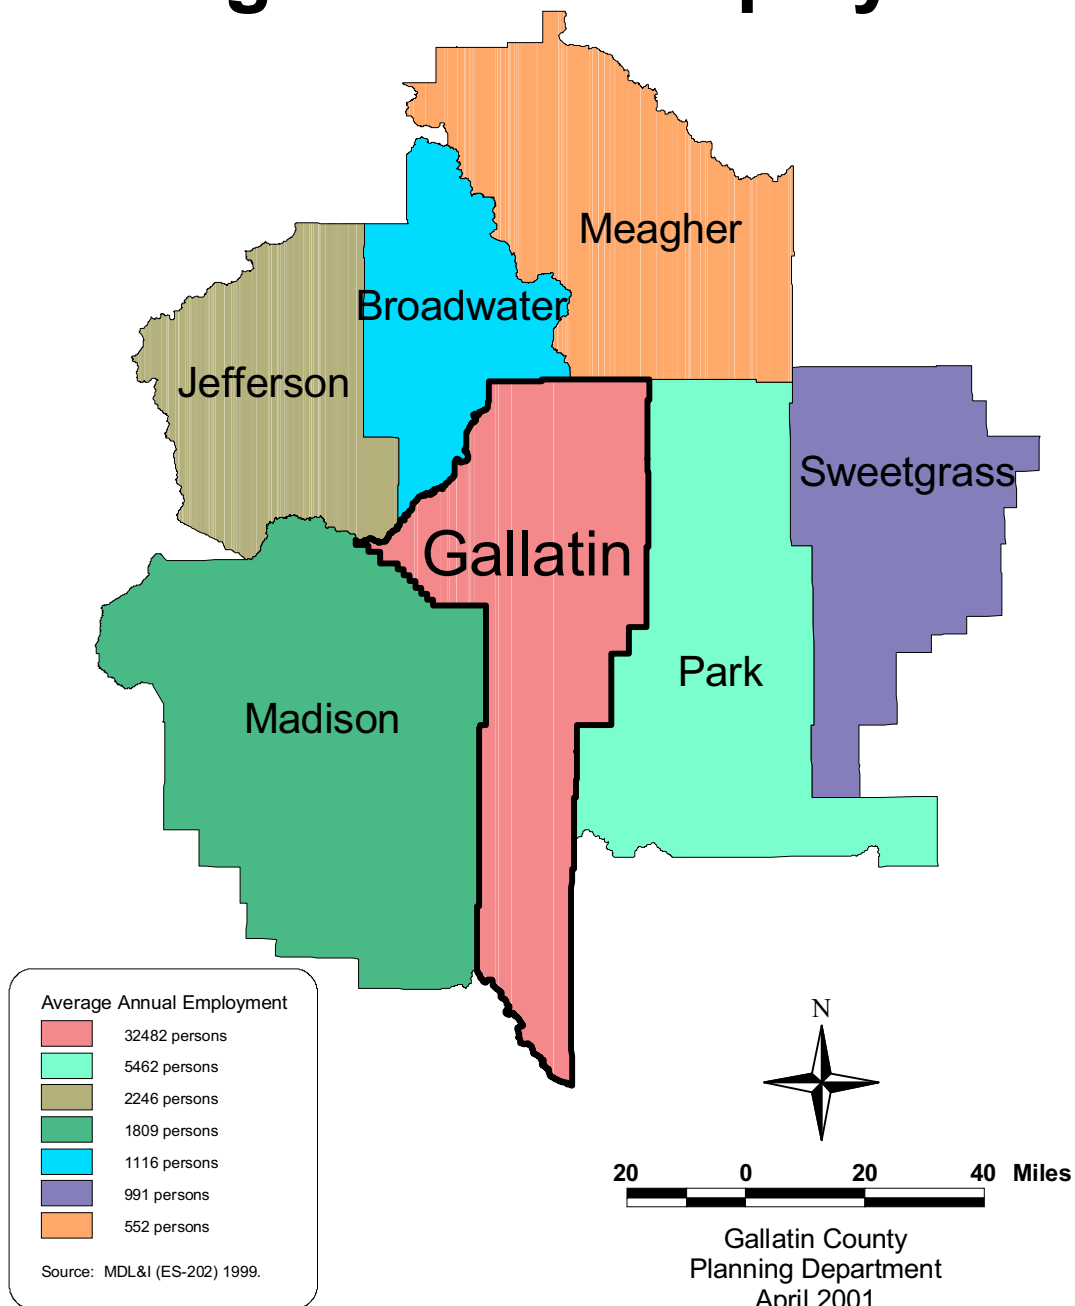 Meagher
Broadwater
Jefferson
Sweetgrass
Gallatin
Park
Madison
Average Annual Employment
32482 persons
5462 persons
2246 persons
1809 persons
1116 persons
991 persons
552 persons
Source: MDL&I (ES-202) 1999.
N
20 0 20 40 Miles
Gallatin County
Planning Department
April 2001